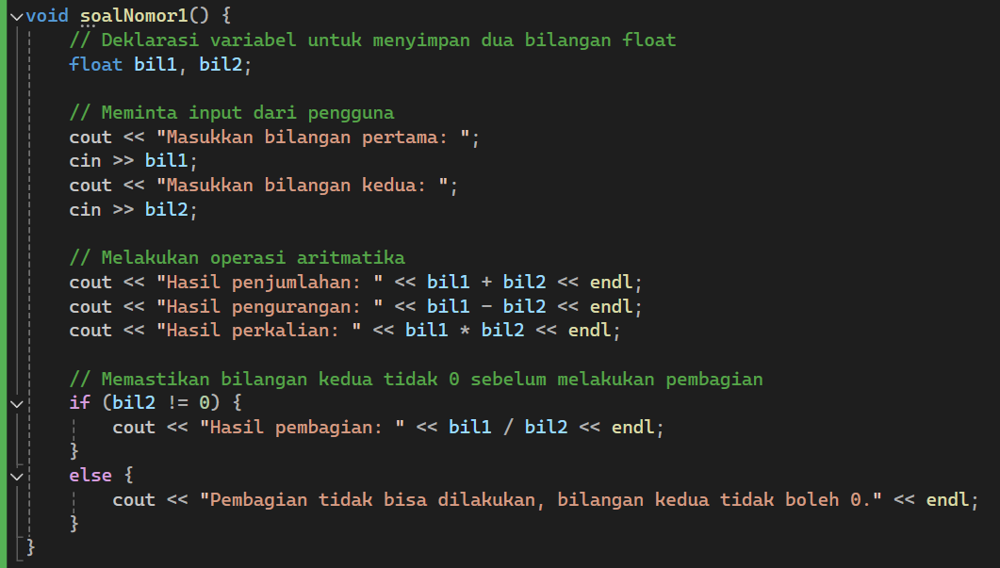 void soalNomor1() {
    // Deklarasi variabel untuk menyimpan dua bilangan float
    float bil1, bil2;

    // Meminta input dari pengguna
    cout << "Masukkan bilangan pertama: ";
    cin >> bil1;
    cout << "Masukkan bilangan kedua: ";
    cin >> bil2;

    // Melakukan operasi aritmatika
    cout << "Hasil penjumlahan: " << bil1 + bil2 << endl;
    cout << "Hasil pengurangan: " << bil1 - bil2 << endl;
    cout << "Hasil perkalian: " << bil1 * bil2 << endl;

    // Memastikan bilangan kedua tidak 0 sebelum melakukan pembagian
    if (bil2 != 0) {
        cout << "Hasil pembagian: " << bil1 / bil2 << endl;
    }
    else {
        cout << "Pembagian tidak bisa dilakukan, bilangan kedua tidak boleh 0." << endl;
    }
}